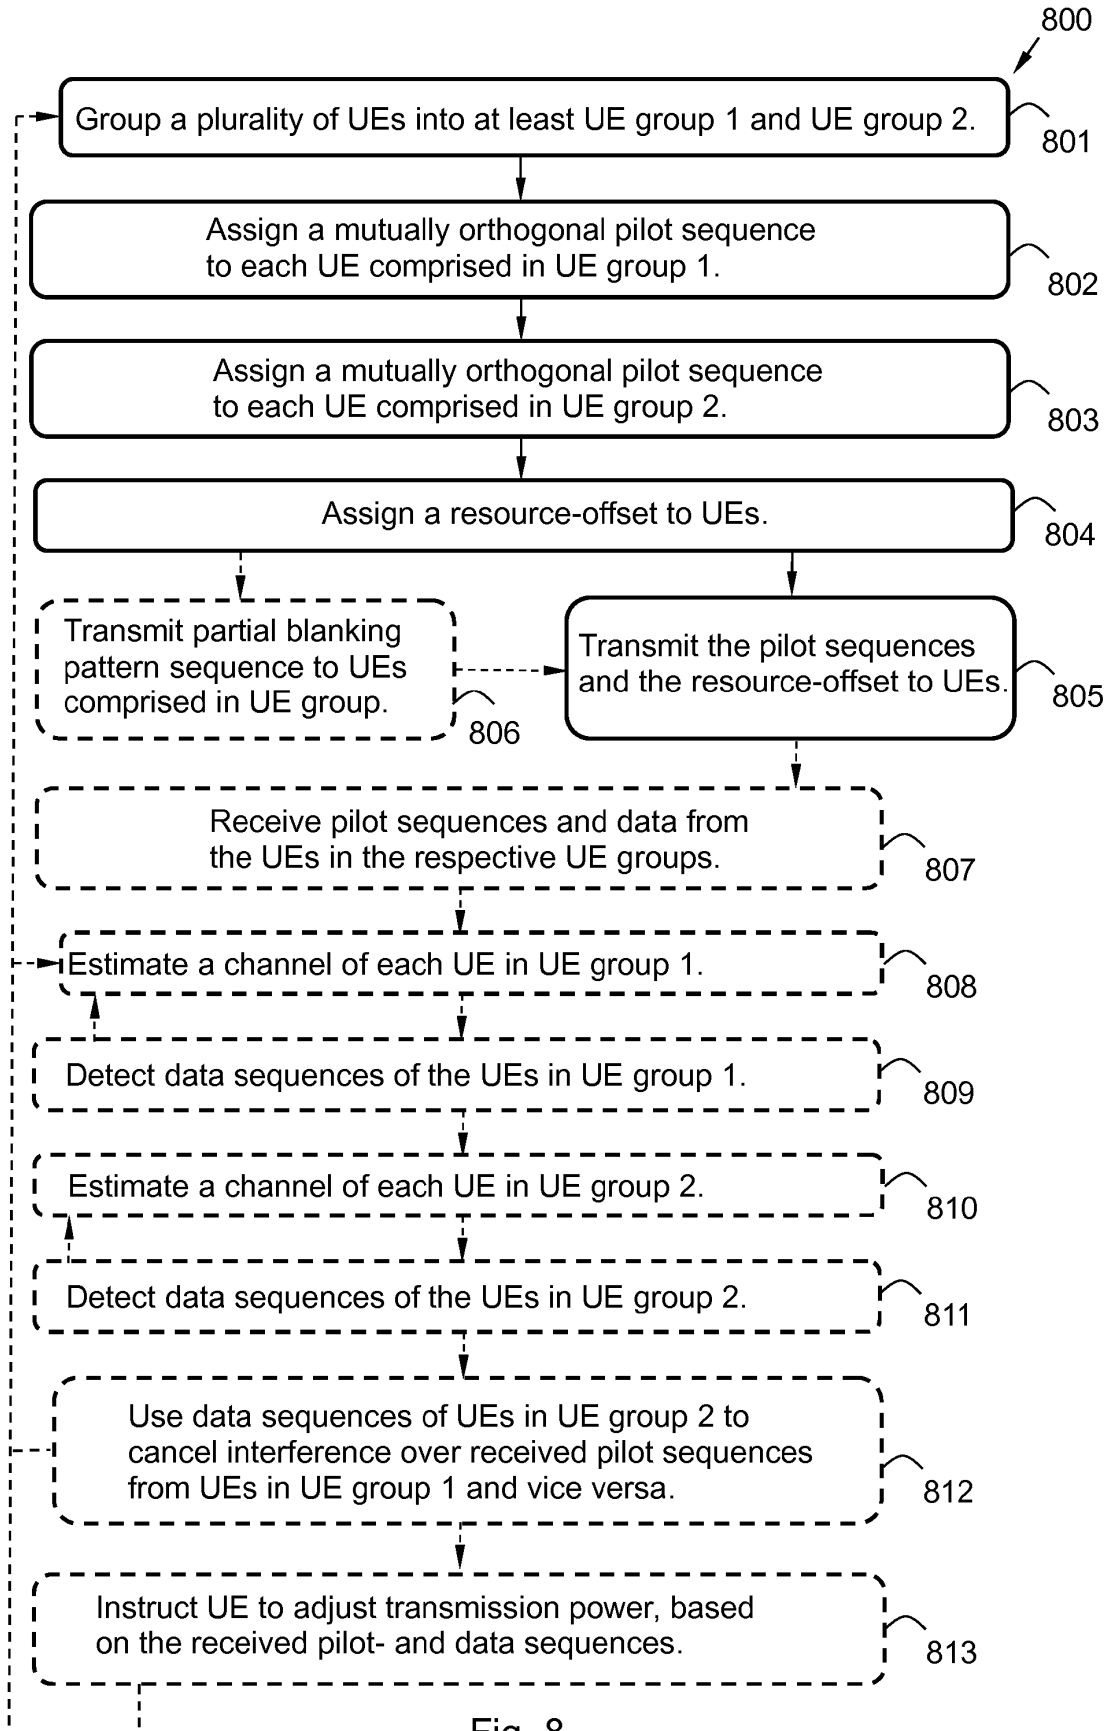 800
Group a plurality of UEs into at least UE group 1 and UE group 2.
801
Assign a mutually orthogonal pilot sequence
to each UE comprised in UE group 1.
802
Assign a mutually orthogonal pilot sequence
to each UE comprised in UE group 2.
803
Assign a resource-offset to UEs.
804
Transmit partial blanking
pattern sequence to UEs
comprised in UE group.
806
Transmit the pilot sequences
and the resource-offset to UEs.
805
Receive pilot sequences and data from
the UEs in the respective UE groups.
807
Estimate a channel of each UE in UE group 1.
808
Detect data sequences of the UEs in UE group 1.
809
Estimate a channel of each UE in UE group 2.
810
Detect data sequences of the UEs in UE group 2.
811
Use data sequences of UEs in UE group 2 to
cancel interference over received pilot sequences
from UEs in UE group 1 and vice versa.
812
Instruct UE to adjust transmission power, based
on the received pilot- and data sequences.
813
Fig. 8